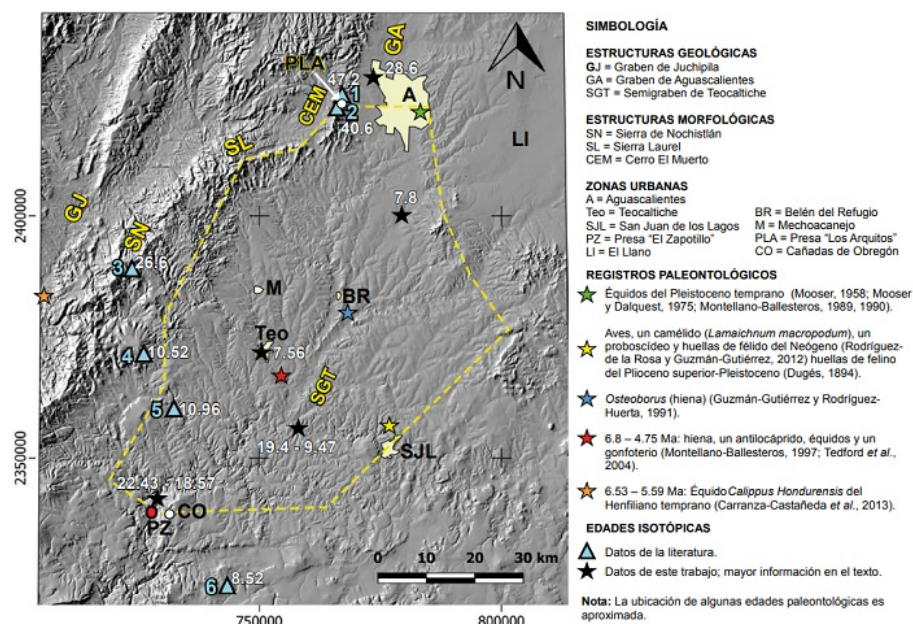 GA
PLA
28.6
47.2
1
A
CEM
2
40.6
N
SL
LI
7.8
2400000
GJ
SN
3
26.6
M
BR
Teo
4
10.52
7.56
SGT
5
10.96
19.4 - 9.47
SJL
2350000
22.43 - 18.57
CO
PZ
0 10 20 30 km
6
8.52
750000
800000
SIMBOLOGÍA
ESTRUCTURAS GEOLÓGICAS
GJ = Graben de Juchipila
GA = Graben de Aguascalientes
SGT = Semigraben de Teocaltiche
ESTRUCTURAS MORFOLÓGICAS
SN = Sierra de Nochistlán
SL = Sierra Laurel
CEM = Cerro El Muerto
ZONAS URBANAS
A = Aguascalientes
Teo = Teocaltiche BR = Belén del Refugio
SJL = San Juan de los Lagos M = Mechoacanejo
PZ = Presa "El Zapotillo" PLA = Presa "Los Arquitos"
LI = El Llano CO = Cañadas de Obregón
REGISTROS PALEONTOLÓGICOS
Équidos del Pleistoceno temprano (Mooser, 1958; Mooser
y Dalquest, 1975; Montellano-Ballesteros, 1989, 1990).
Aves, un camélido (Lamaichnum macropodum), un
proboscídeo y huellas de félido del Neógeno (Rodríguez-
de la Rosa y Guzmán-Gutiérrez, 2012) huellas de felino
del Plioceno superior-Pleistoceno (Dugés, 1894).
Osteoborus (hiena) (Guzmán-Gutiérrez y Rodríguez-
Huerta, 1991).
6.8 – 4.75 Ma: hiena, un antilocáprido, équidos y un
gonfoterio (Montellano-Ballesteros, 1997; Tedford et al.,
2004).
6.53 – 5.59 Ma: Équido Calippus Hondurensis del
Henfiliano temprano (Carranza-Castañeda et al., 2013).
EDADES ISOTÓPICAS
Datos de la literatura.
Datos de este trabajo; mayor información en el texto.
Nota: La ubicación de algunas edades paleontológicas es
aproximada.